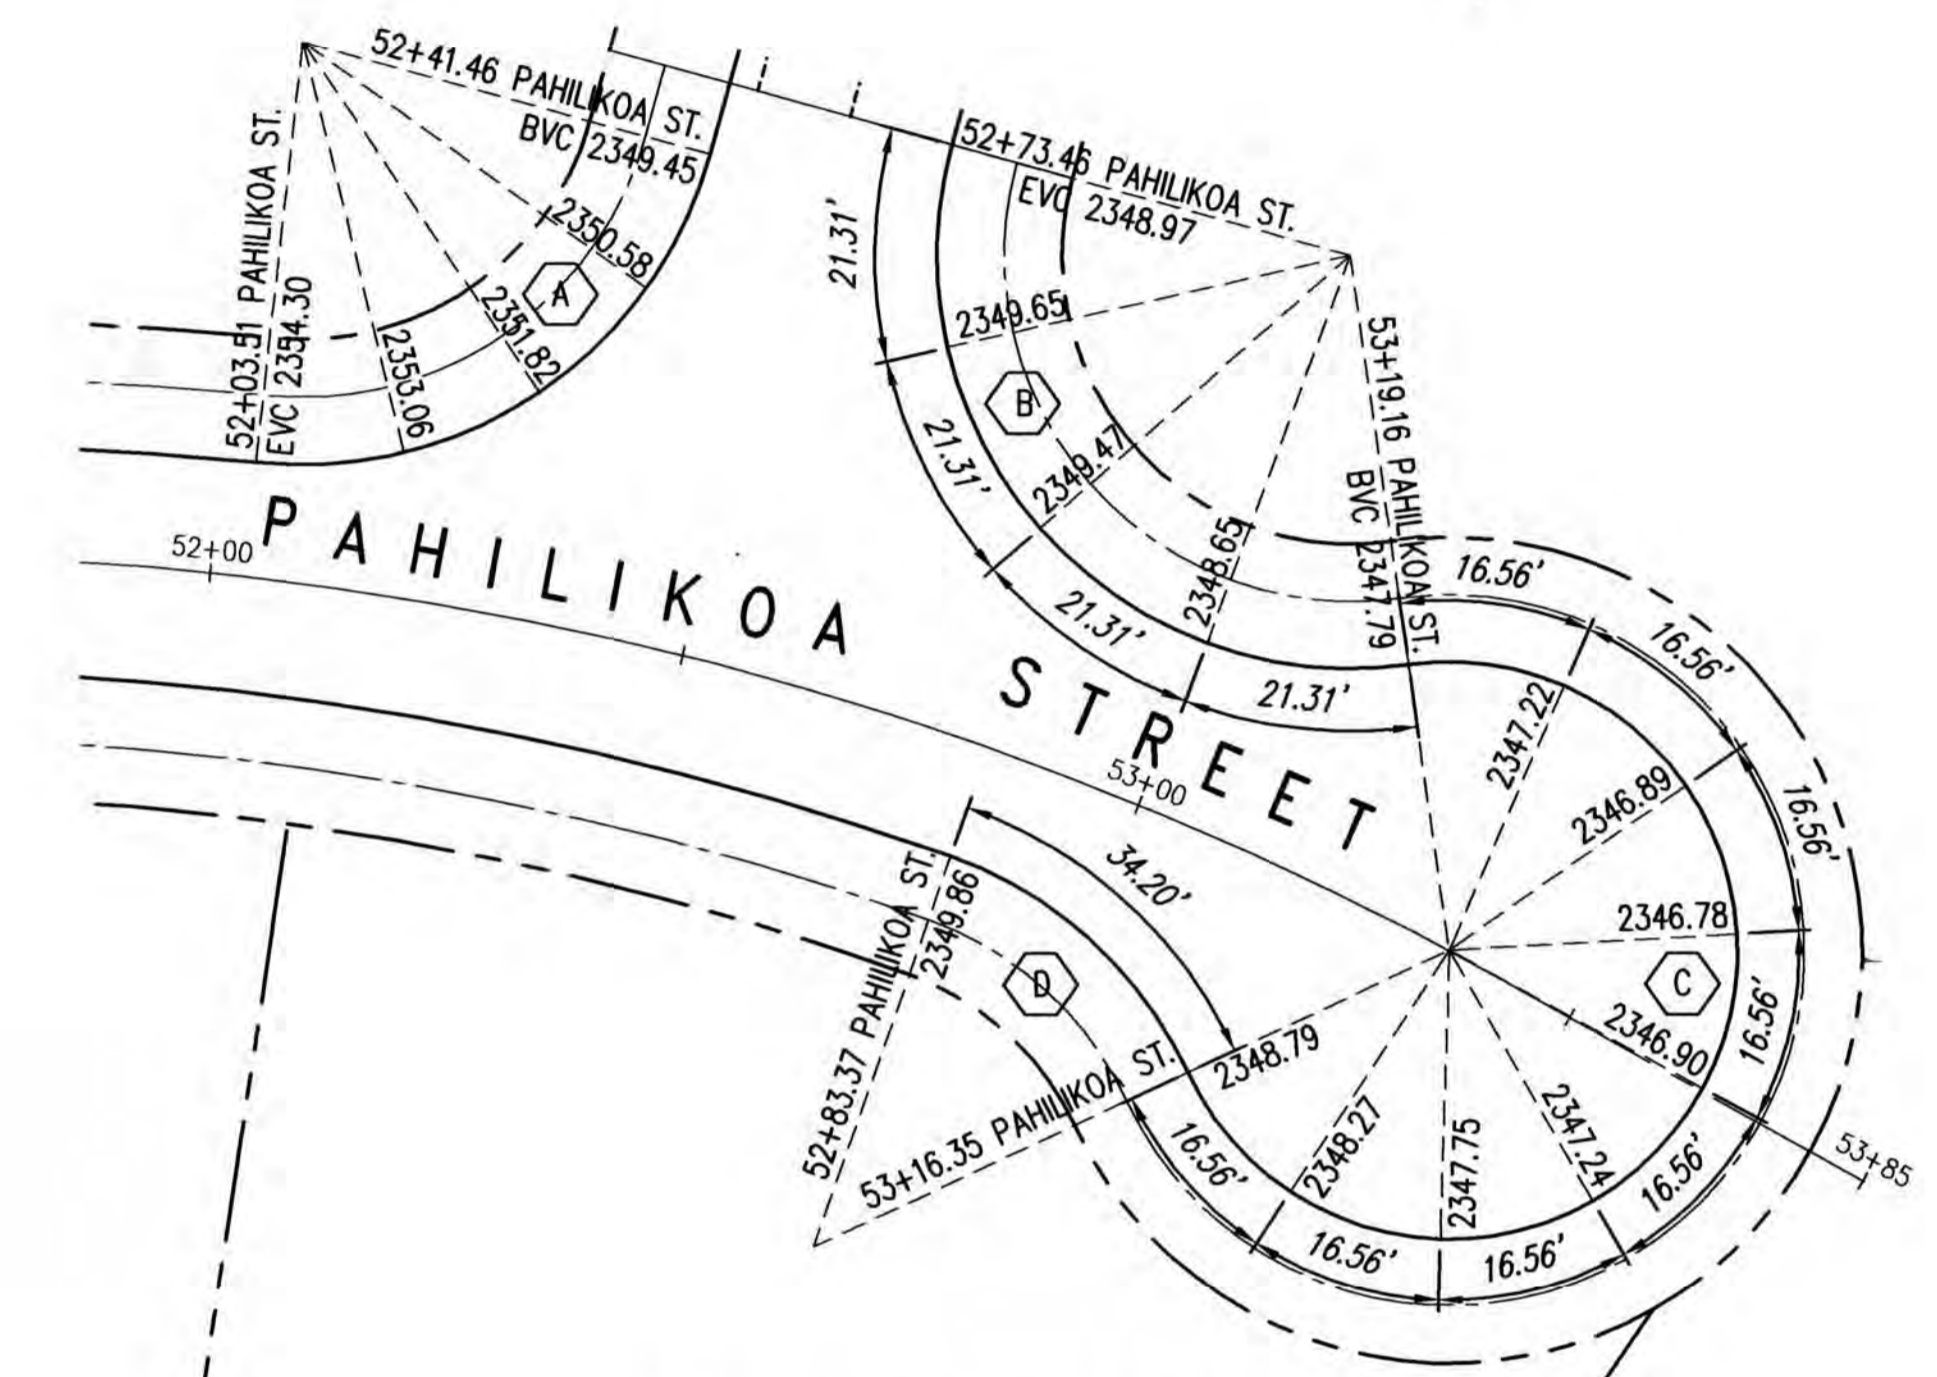 52+41.46 PAHILIKOA ST.
BVC 2349.45
52+03.51 PAHILIKOA ST.
EVC 2354.30
2350.58
A
2351.82
2353.06
52+73.46 PAHILIKOA ST.
EVC 2348.97
21.31'
2349.65
B
21.31'
2349.47
53+19.16 PAHILIKOA ST.
BVC 2347.79
2348.65
21.31'
21.31'
52+00
PAHILIKOA STREET
53+00
16.56'
16.56'
2347.22
2346.89
16.56'
2346.78
C
2346.90
16.56'
53+85
34.20'
52+83.37 PAHILIKOA ST.
2349.86
D
53+16.35 PAHILIKOA ST.
2348.79
2348.27
2347.75
2347.24
16.56'
16.56'
16.56'
16.56'